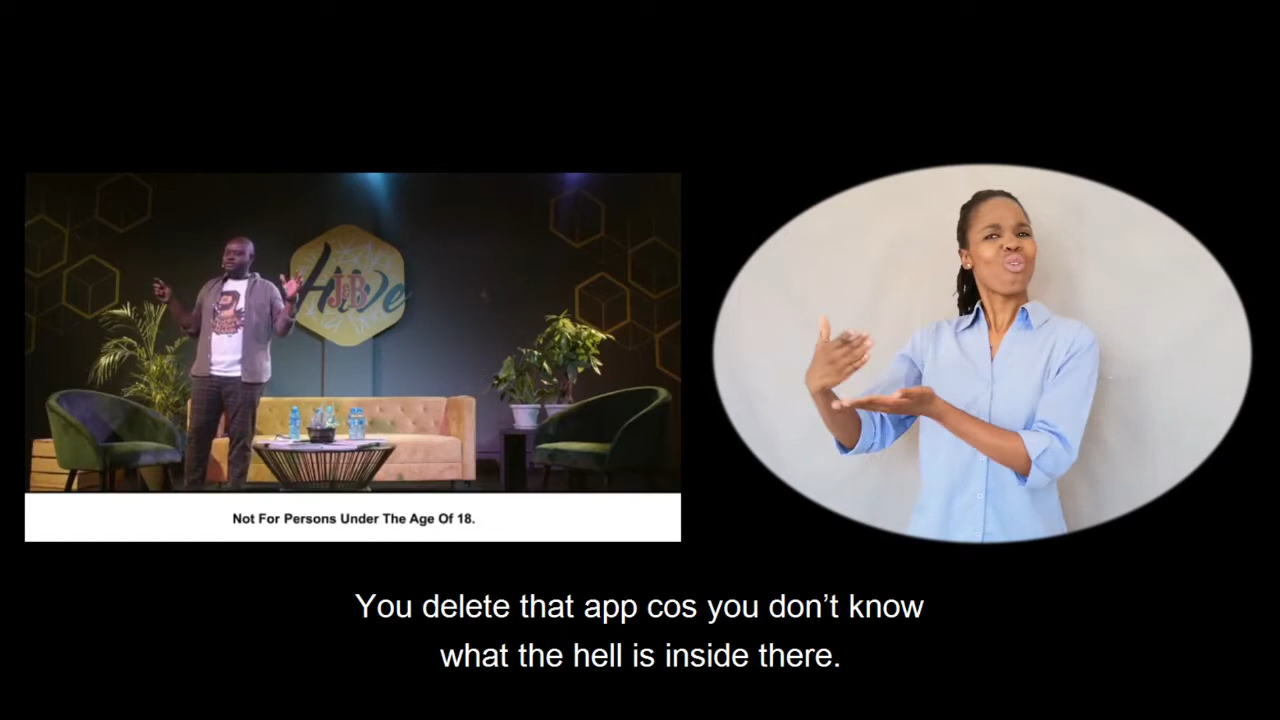 Hive
J&B
Not For Persons Under The Age Of 18.
You delete that app cos you don’t know
what the hell is inside there.